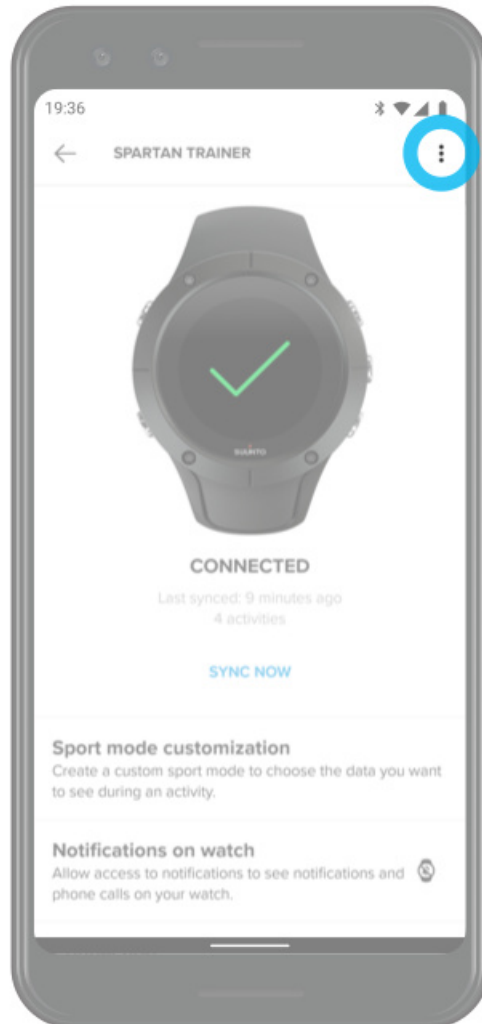 19:36
SPARTAN TRAINER
SUUNTO
CONNECTED
Last synced: 9 minutes ago
4 activities
SYNC NOW
Sport mode customization
Create a custom sport mode to choose the data you want
to see during an activity.
Notifications on watch
Allow access to notifications to see notifications and
phone calls on your watch.